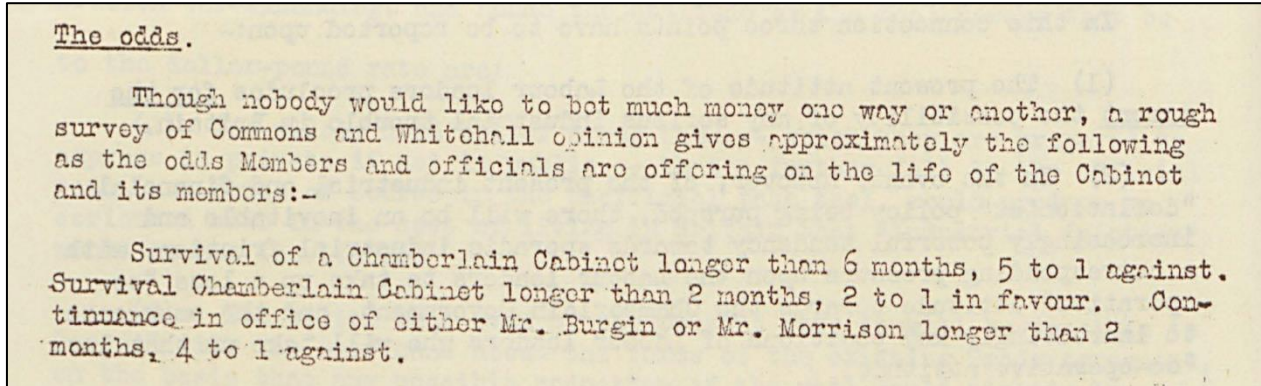 The odds.
Though nobody would like to bet much money one way or another, a rough
survey of Commons and Whitehall opinion gives approximately the following
as the odds Members and officials are offering on the life of the Cabinet
and its members:-
Survival of a Chamberlain Cabinet longer than 6 months, 5 to 1 against.
Survival Chamberlain Cabinet longer than 2 months, 2 to 1 in favour. Con-
tinuance in office of either Mr. Burgin or Mr. Morrison longer than 2
months, 4 to 1 against.